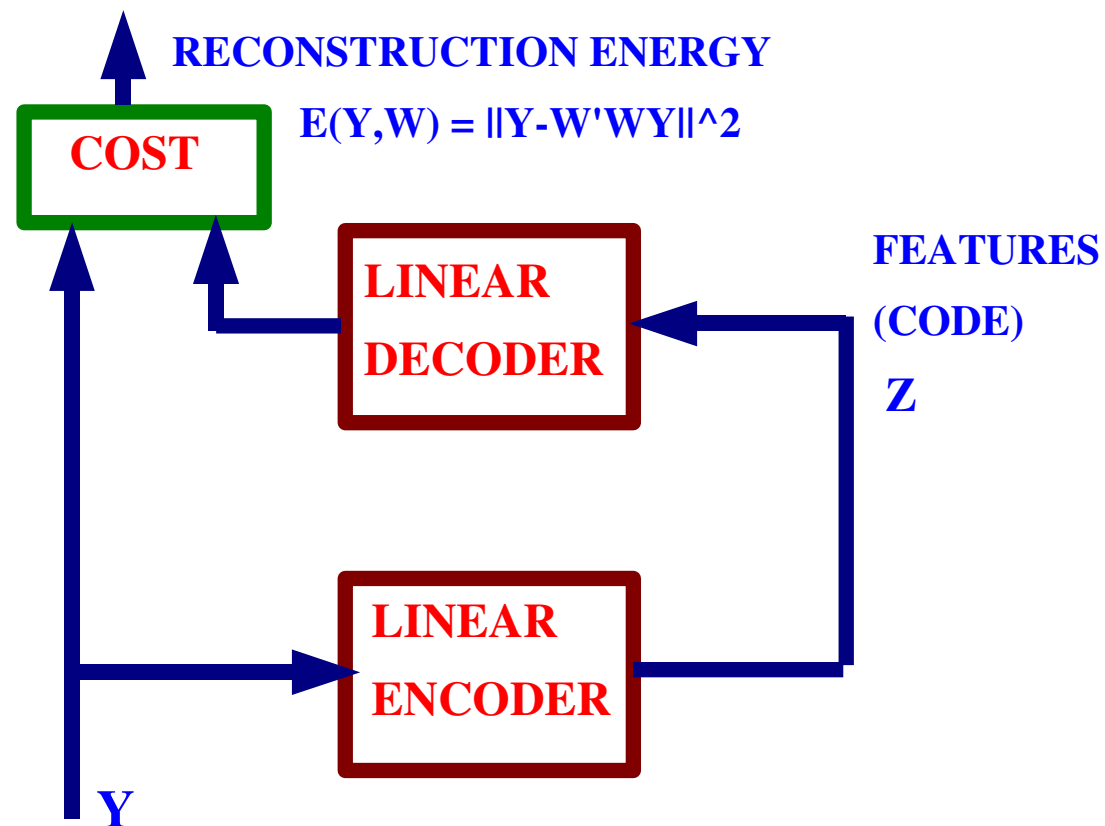 RECONSTRUCTION ENERGY
E(Y,W) = ||Y-W'WY||^2
COST
LINEAR
DECODER
FEATURES
(CODE)
Z
LINEAR
ENCODER
Y